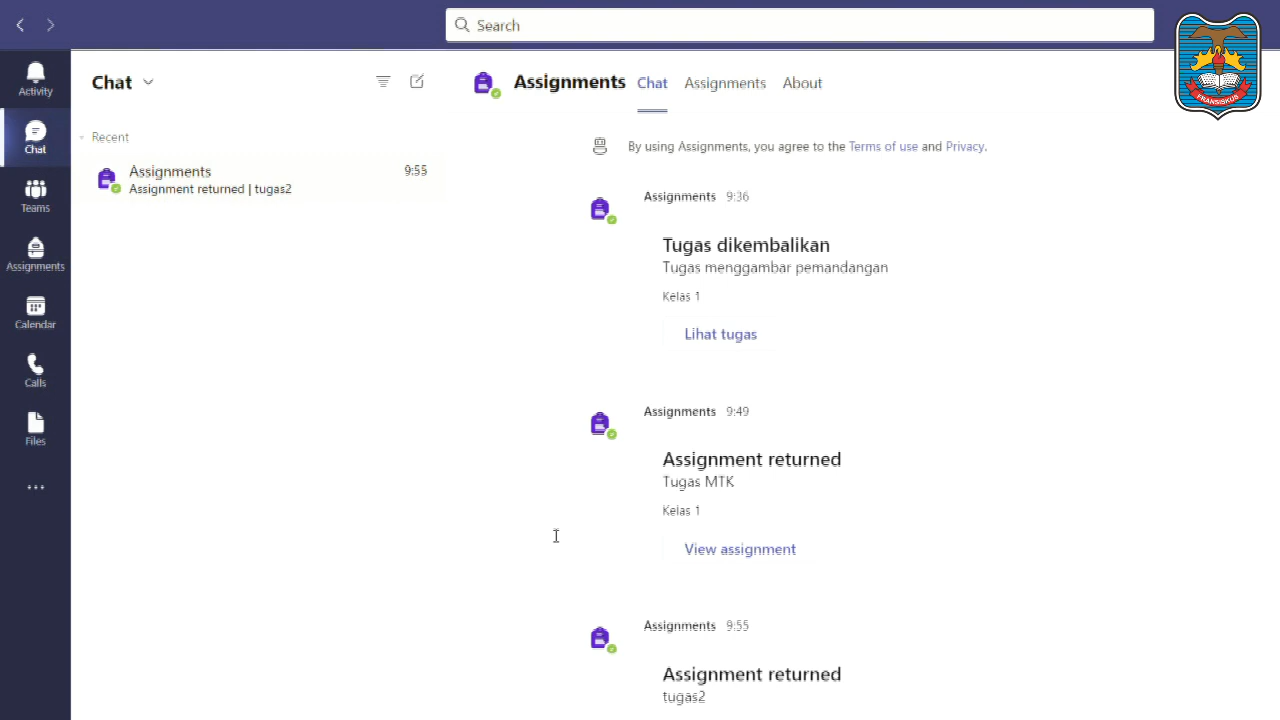 Search
FRANSISKUS
Activity
Chat
Teams
Assignments
Calendar
Calls
Files
Chat
Recent
Assignments 9:55
Assignment returned | tugas2
Assignments Chat Assignments About
By using Assignments, you agree to the Terms of use and Privacy.
Assignments 9:36
Tugas dikembalikan
Tugas menggambar pemandangan
Kelas 1
Lihat tugas
Assignments 9:49
Assignment returned
Tugas MTK
Kelas 1
View assignment
Assignments 9:55
Assignment returned
tugas2